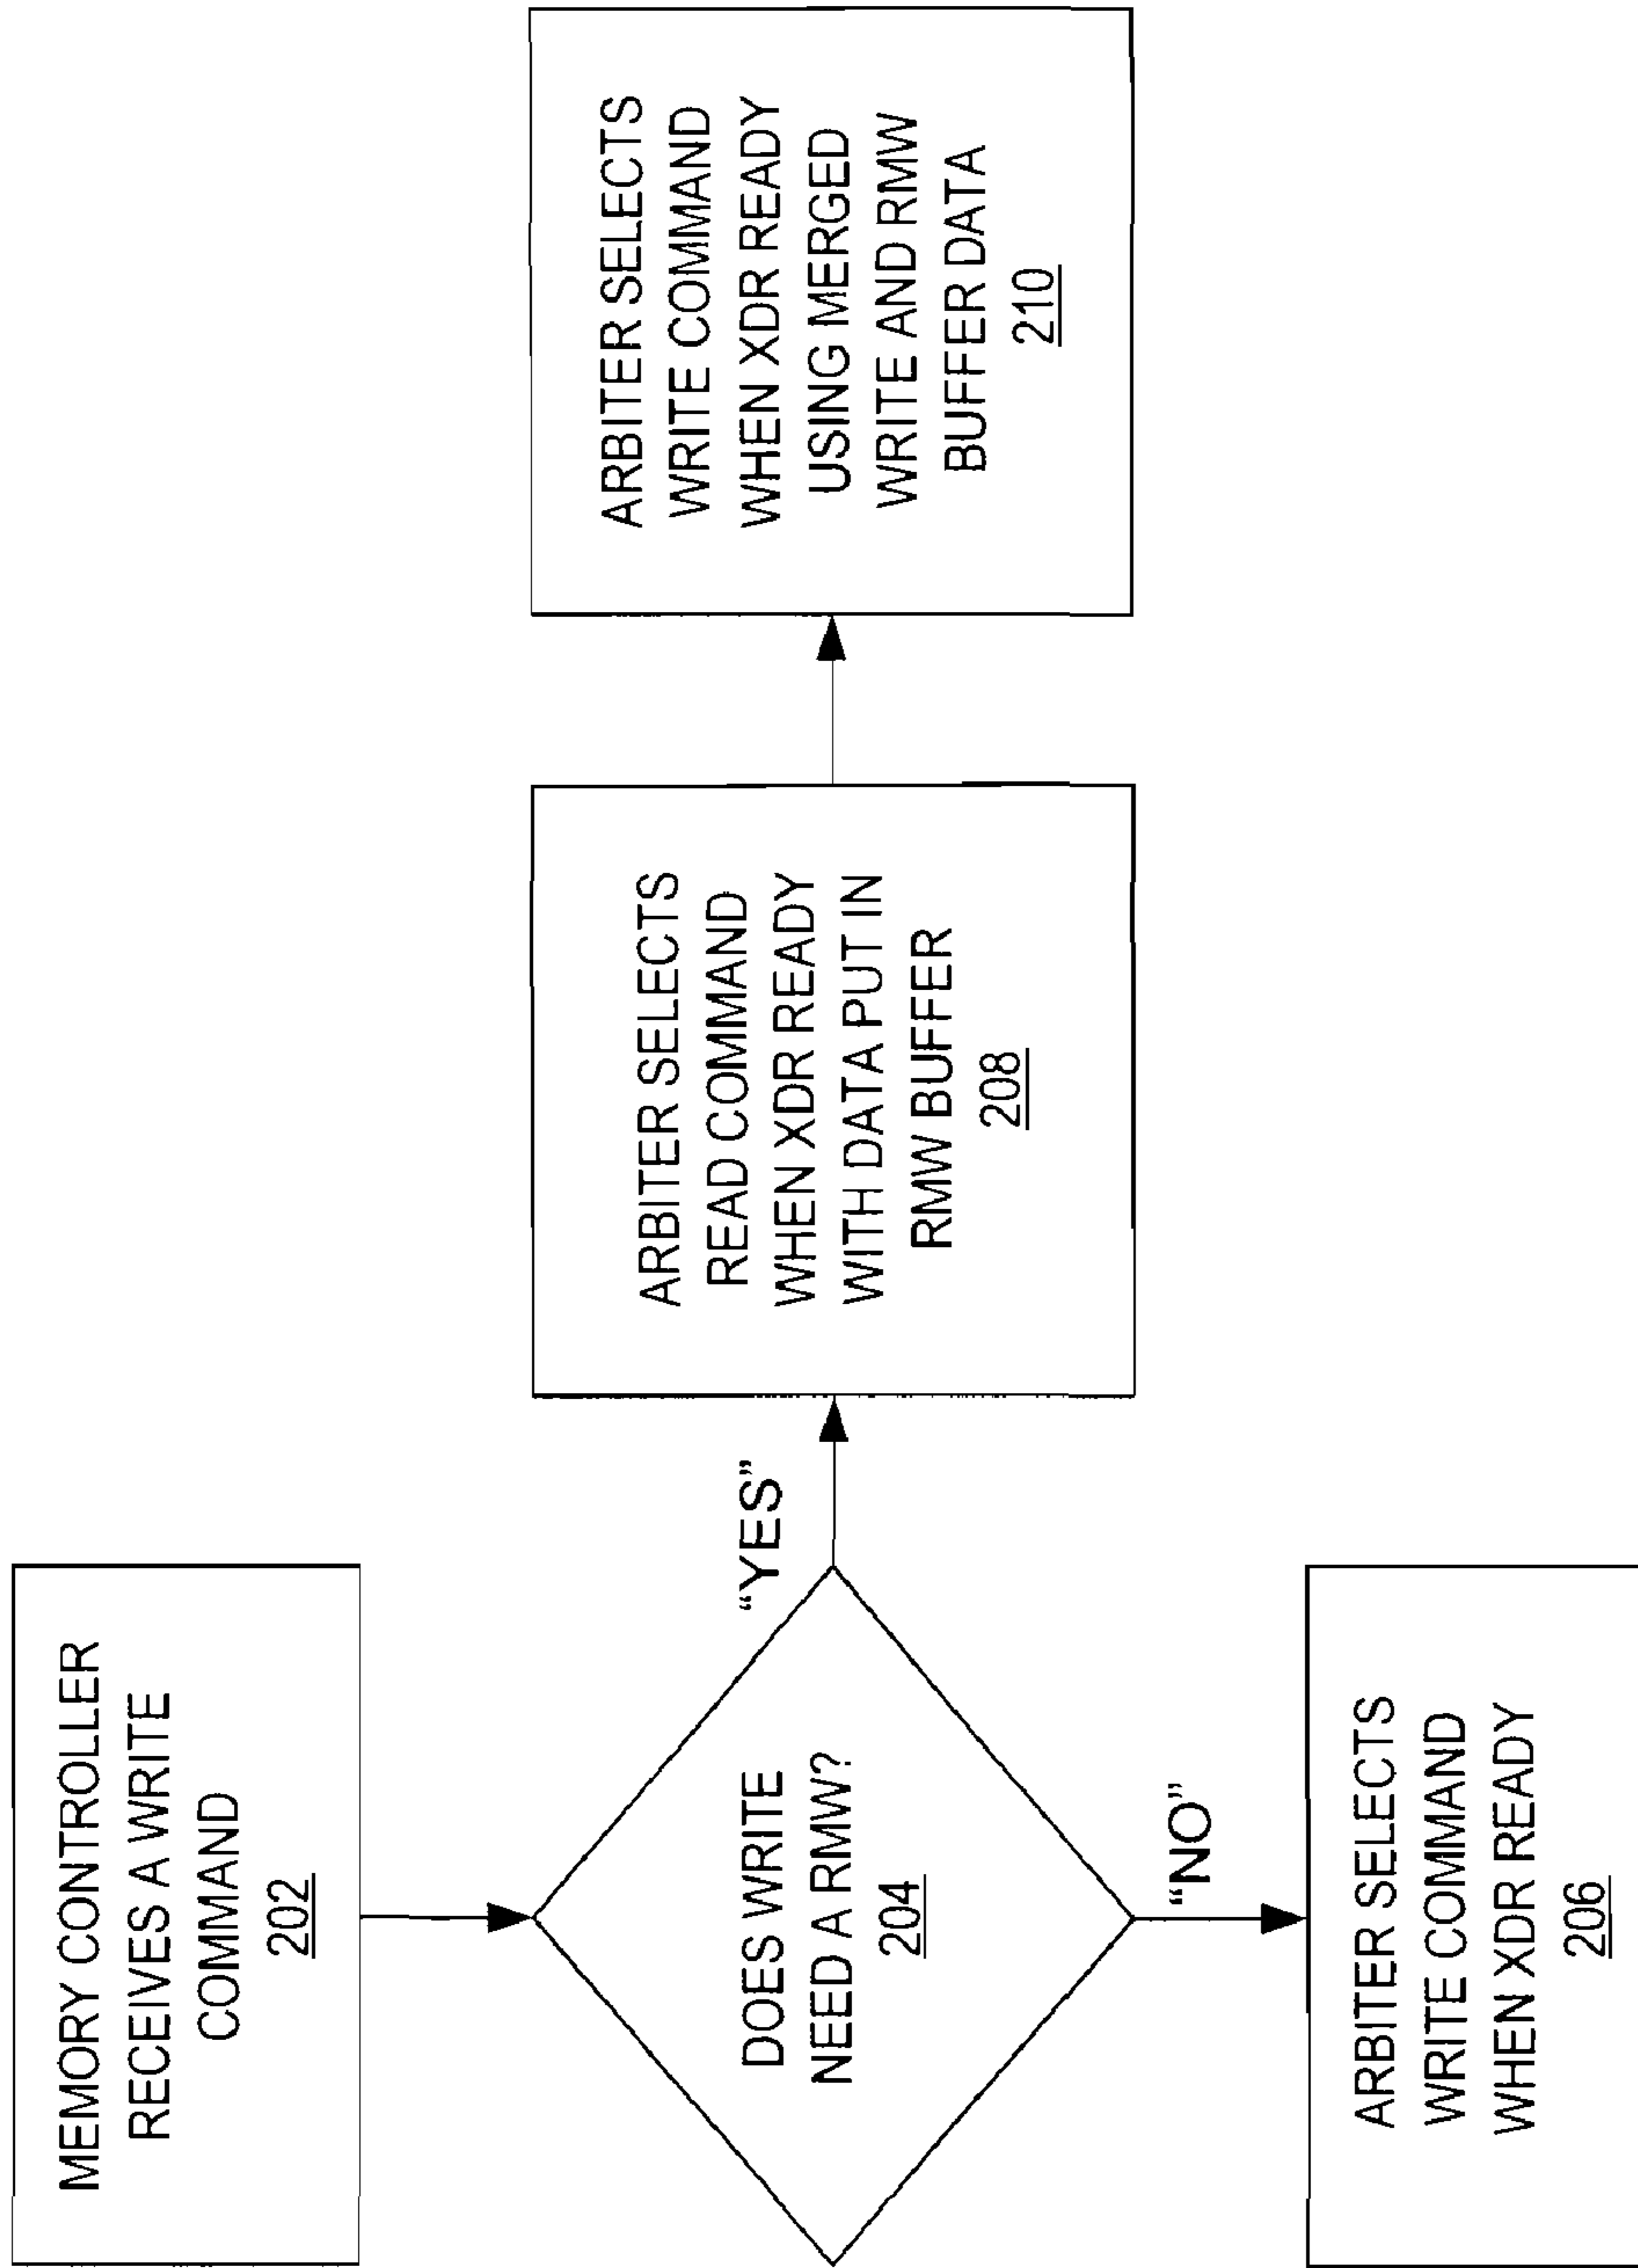 MEMORY CONTROLLER
RECEIVES A WRITE
COMMAND
202
DOES WRITE
NEED A RMW?
204
"YES"
"NO"
ARBITER SELECTS
WRITE COMMAND
WHEN XDR READY
206
ARBITER SELECTS
READ COMMAND
WHEN XDR READY
WITH DATA PUT IN
RMW BUFFER
208
ARBITER SELECTS
WRITE COMMAND
WHEN XDR READY
USING MERGED
WRITE AND RMW
BUFFER DATA
210